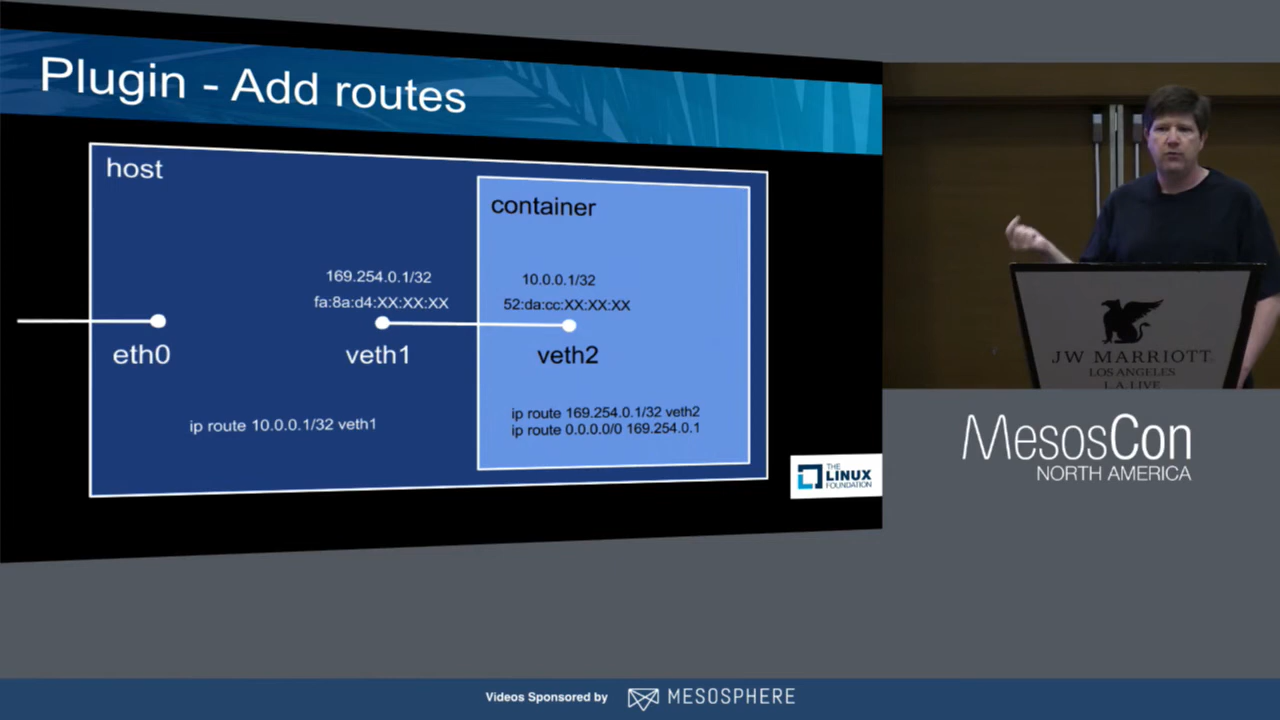 Plugin - Add routes
host
container
169.254.0.1/32
fa:8a:d4:XX:XX:XX
10.0.0.1/32
52:da:cc:XX:XX:XX
eth0
veth1
veth2
ip route 10.0.0.1/32 veth1
ip route 169.254.0.1/32 veth2
ip route 0.0.0.0/0 169.254.0.1
THE
LINUX
FOUNDATION
JW MARRIOTT
LOS ANGELES
L.A. LIVE
MesosCon
NORTH AMERICA
Videos Sponsored by
MESOSPHERE